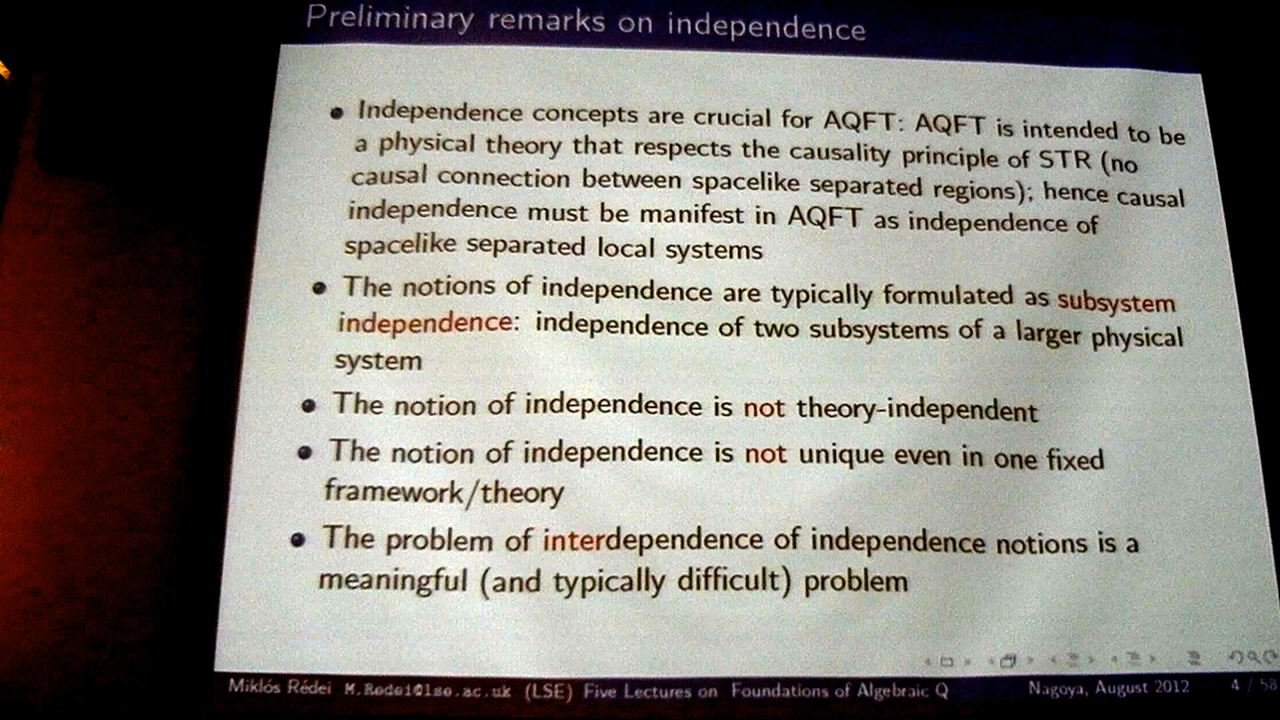 Preliminary remarks on independence
• Independence concepts are crucial for AQFT: AQFT is intended to be
a physical theory that respects the causality principle of STR (no
causal connection between spacelike separated regions); hence causal
independence must be manifest in AQFT as independence of
spacelike separated local systems
• The notions of independence are typically formulated as subsystem
independence: independence of two subsystems of a larger physical
system
• The notion of independence is not theory-independent
• The notion of independence is not unique even in one fixed
framework/theory
• The problem of interdependence of independence notions is a
meaningful (and typically difficult) problem
Miklós Rédei M.Redei@lse.ac.uk (LSE) Five Lectures on Foundations of Algebraic Q Nagoya, August 2012 4 / 58